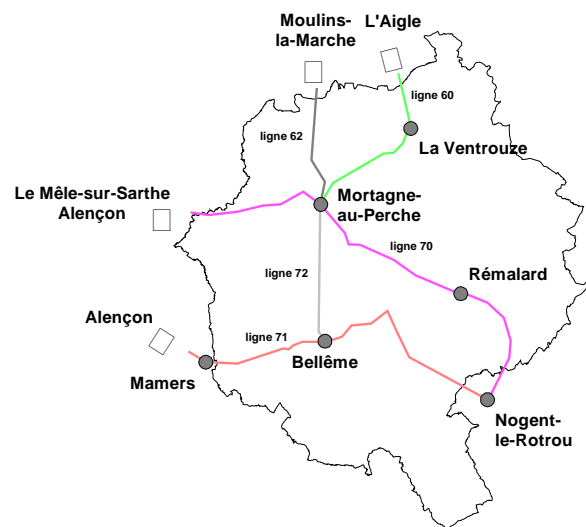 Moulins-
la-Marche
L'Aigle
ligne 60
ligne 62
La Ventrouze
Le Mêle-sur-Sarthe
Alençon
Mortagne-
au-Perche
ligne 70
ligne 72
Rémalard
Alençon
ligne 71
Bellême
Mamers
Nogent-
le-Rotrou